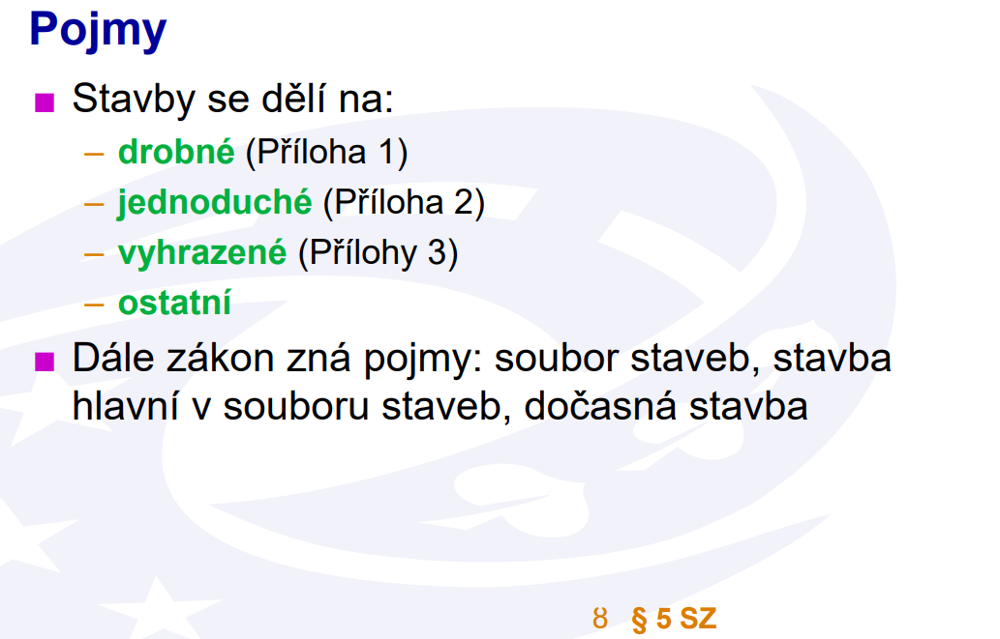 Pojmy
■ Stavby se dělí na:
– drobné (Příloha 1)
– jednoduché (Příloha 2)
– vyhrazené (Přílohy 3)
– ostatní
■ Dále zákon zná pojmy: soubor staveb, stavba
hlavní v souboru staveb, dočasná stavba
8 § 5 SZ